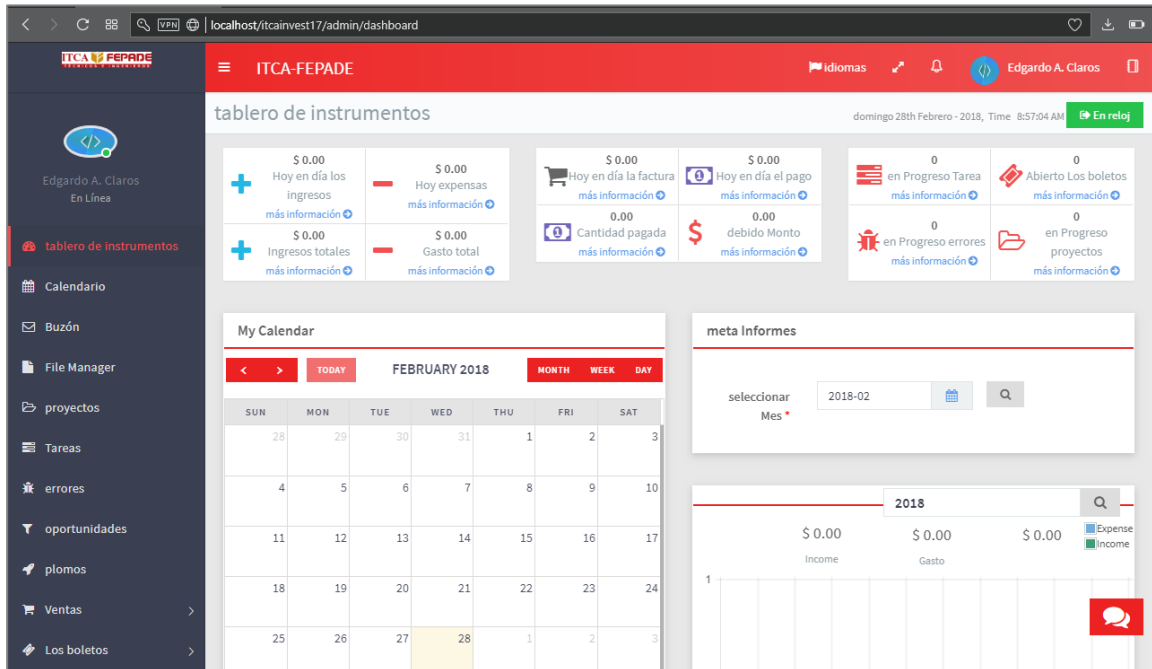 VPN localhost/itcainvest17/admin/dashboard
ITCA FEPADE
ITCA-FEPADE
idiomas
Edgardo A. Claros
tablero de instrumentos
domingo 28th Febrero - 2018, Time 8:57:04 AM
En reloj
Edgardo A. Claros
En Línea
tablero de instrumentos
Calendario
Buzón
File Manager
proyectos
Tareas
errores
oportunidades
plomos
Ventas
Los boletos
$ 0.00
Hoy en día los
ingresos
más información
$ 0.00
Hoy expensas
más información
$ 0.00
Ingresos totales
más información
$ 0.00
Gasto total
más información
$ 0.00
Hoy en día la factura
más información
$ 0.00
Hoy en día el pago
más información
0.00
Cantidad pagada
más información
0.00
debido Monto
más información
0
en Progreso Tarea
más información
0
Abierto Los boletos
más información
0
en Progreso errores
más información
0
en Progreso
proyectos
más información
My Calendar
TODAY
FEBRUARY 2018
MONTH WEEK DAY
SUN MON TUE WED THU FRI SAT
28 29 30 31 1 2 3
4 5 6 7 8 9 10
11 12 13 14 15 16 17
18 19 20 21 22 23 24
25 26 27 28 1 2 3
meta Informes
seleccionar
Mes *
2018-02
2018
$ 0.00
Income
$ 0.00
Gasto
$ 0.00
Expense
Income
1